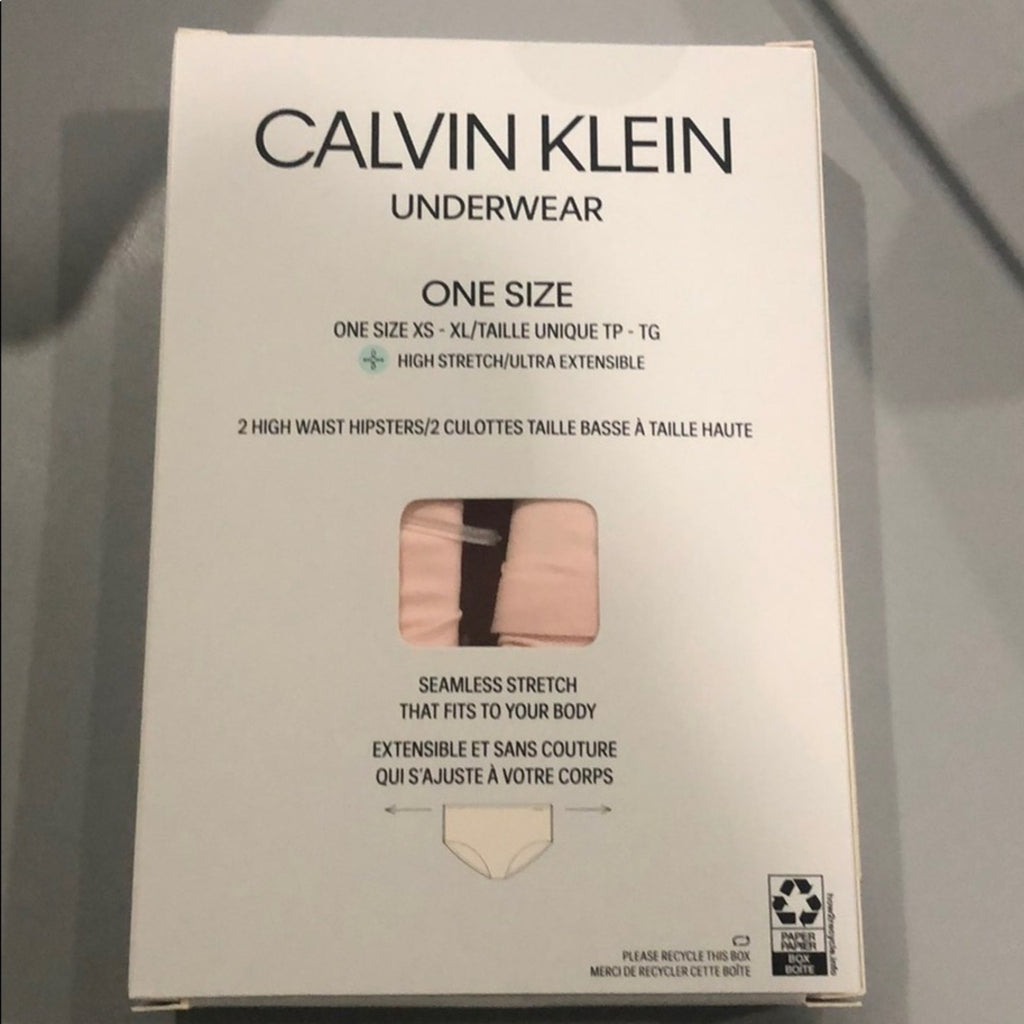 CALVIN KLEIN
UNDERWEAR
ONE SIZE
ONE SIZE XS - XL/TAILLE UNIQUE TP - TG
HIGH STRETCH/ULTRA EXTENSIBLE
2 HIGH WAIST HIPSTERS/2 CULOTTES TAILLE BASSE À TAILLE HAUTE
SEAMLESS STRETCH
THAT FITS TO YOUR BODY
EXTENSIBLE ET SANS COUTURE
QUI S'AJUSTE À VOTRE CORPS
PLEASE RECYCLE THIS BOX
MERCI DE RECYCLER CETTE BOÎTE
PAPER
PAPIER
BOX
BOÎTE
how2recycle.info